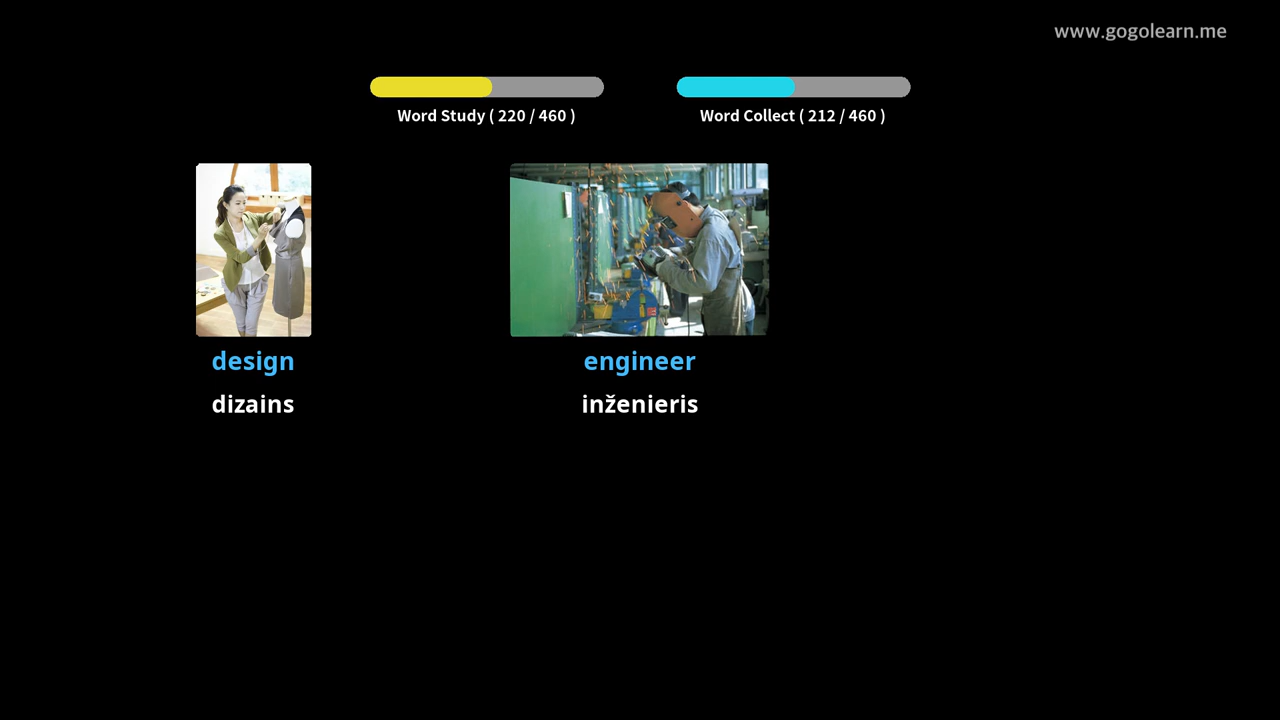 www.gogolearn.me
Word Study ( 220 / 460 )
Word Collect ( 212 / 460 )
design
engineer
dizains
inženieris